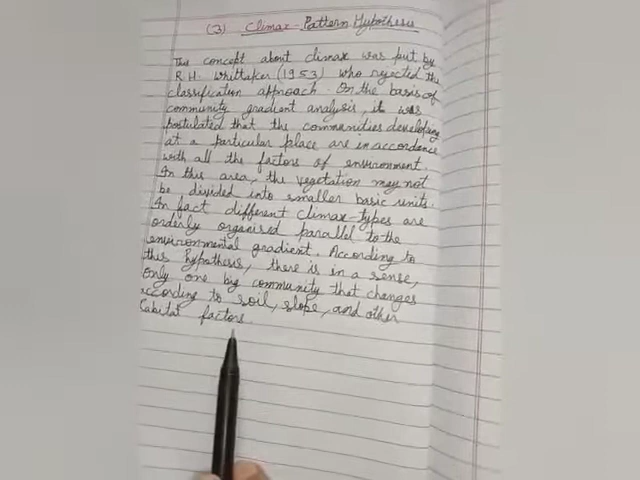 (3) Climax-Pattern Hypothesis
This concept about climax was put by
R.H. Whittaker (1953) who rejected the
classification approach. On the basis of
community gradient analysis, it was
postulated that the communities developing
at a particular place are in accordance
with all the factors of environment
In this area, the vegetation may not
be divided into smaller basic units.
In fact different climax-types are
orderly organised parallel to the
environmental gradient. According to
this hypothesis, there is in a sense,
only one big community that changes
according to soil, slope, and other
habitat factors.